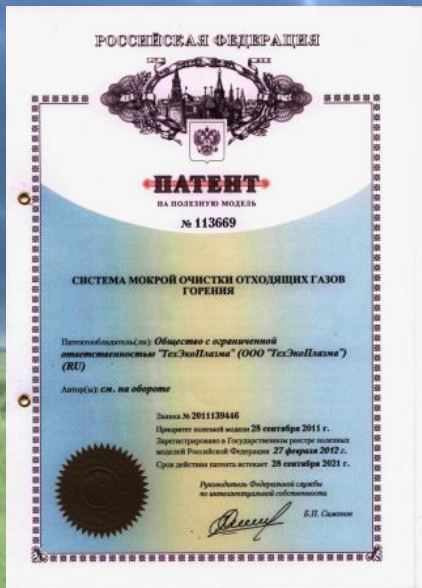 РОССИЙСКАЯ ФЕДЕРАЦИЯ
ПАТЕНТ
НА ПОЛЕЗНУЮ МОДЕЛЬ
№ 113669
СИСТЕМА МОКРОЙ ОЧИСТКИ ОТХОДЯЩИХ ГАЗОВ
ГОРЕНИЯ
Патентообладатель(ли): Общество с ограниченной
ответственностью "ТехЭкоПлазма" (ООО "ТехЭкоПлазма")
(RU)
Автор(ы): см. на обороте
Заявка № 2011139446
Приоритет полезной модели 28 сентября 2011 г.
Зарегистрировано в Государственном реестре полезных
моделей Российской Федерации 27 февраля 2012 г.
Срок действия патента истекает 28 сентября 2021 г.
Руководитель Федеральной службы
по интеллектуальной собственности
Б.П. Симонов